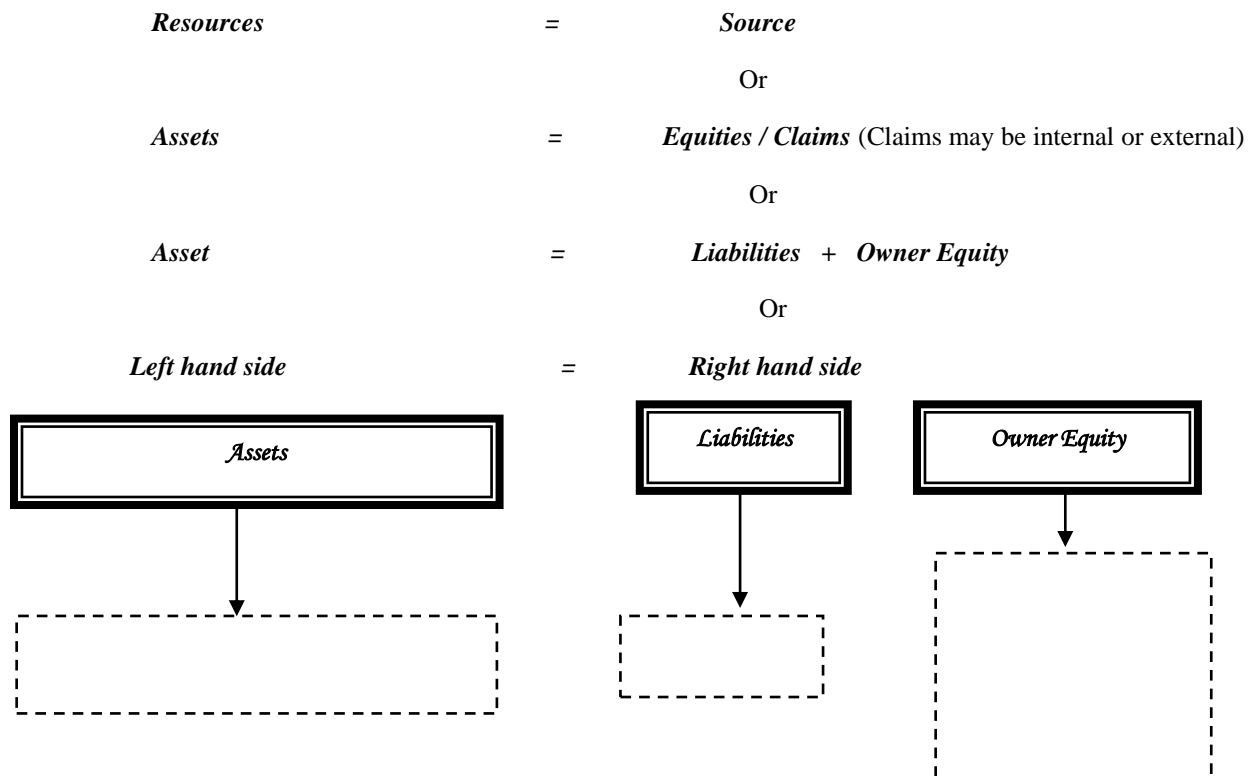 Resources = Source
Or
Assets = Equities / Claims (Claims may be internal or external)
Or
Asset = Liabilities + Owner Equity
Or
Left hand side = Right hand side
Assets Liabilities Owner Equity